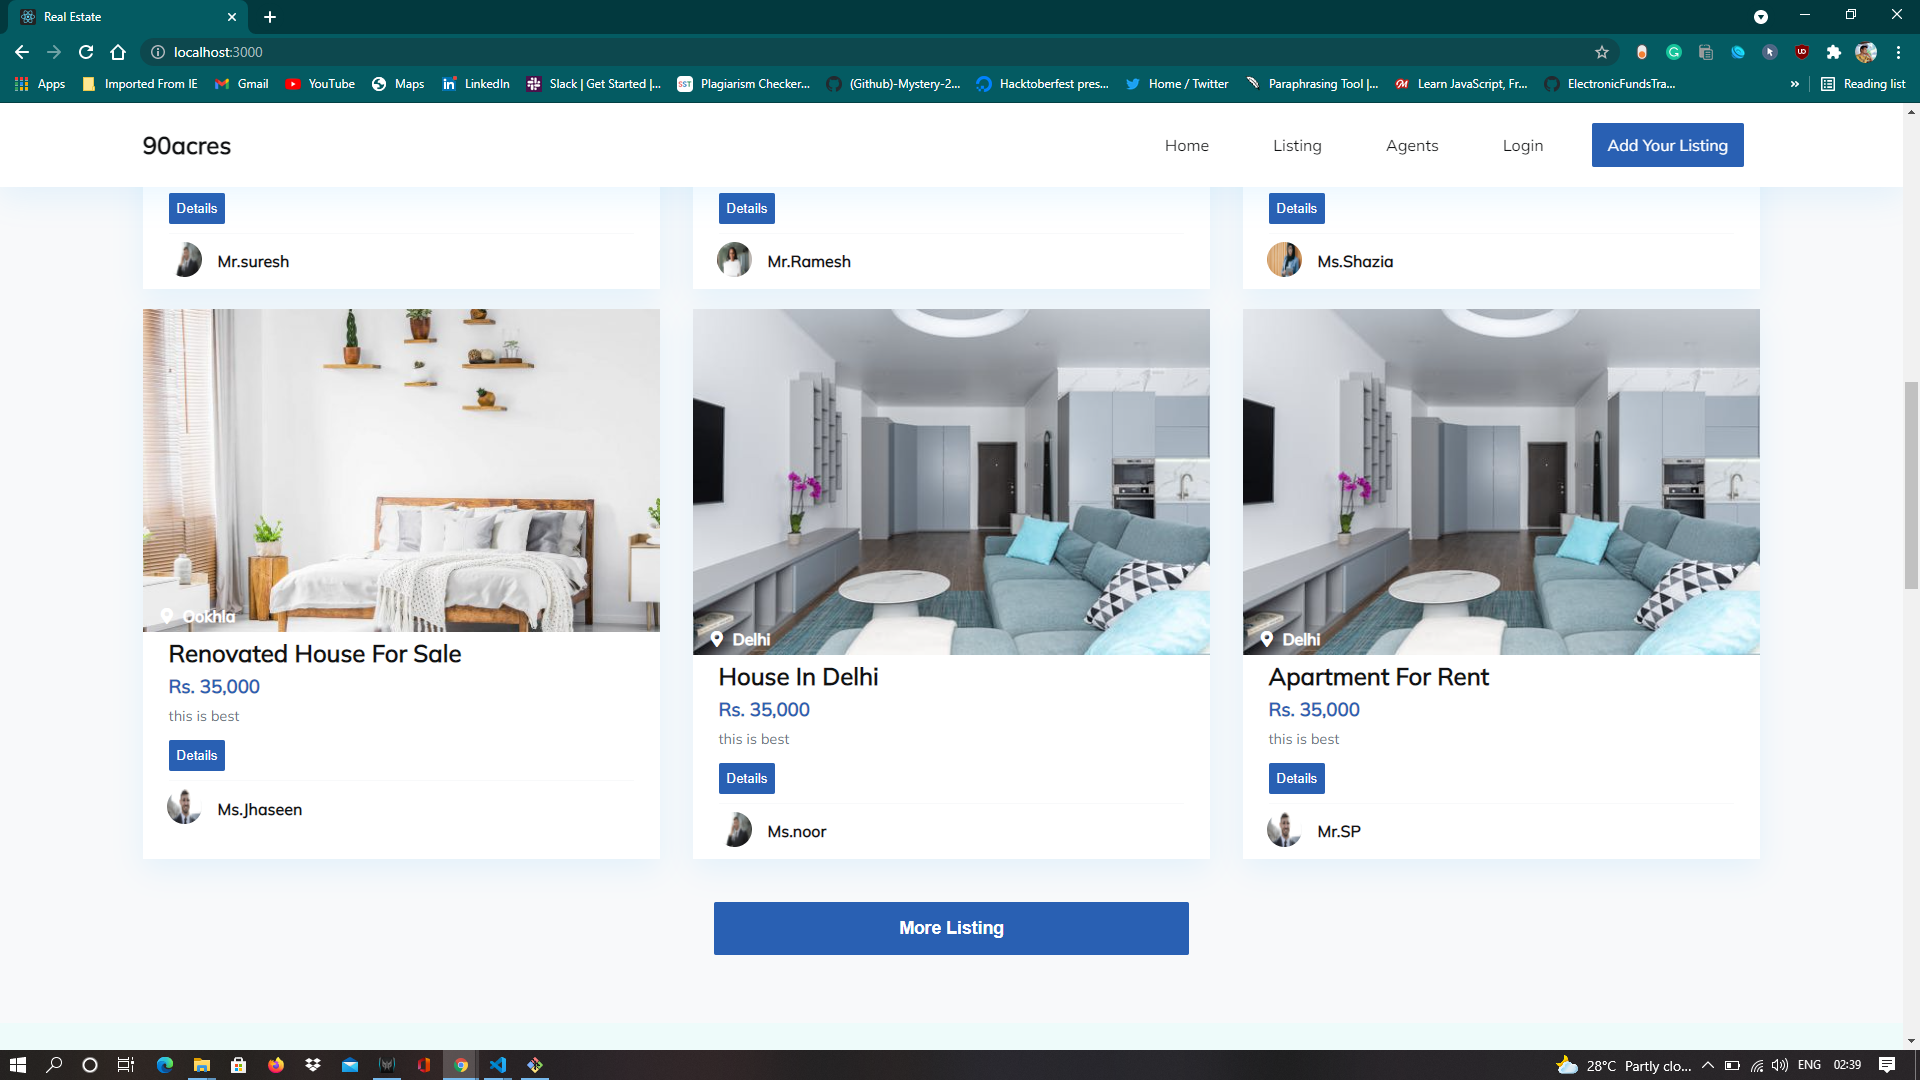 Real Estate
localhost:3000
Apps Imported From IE Gmail YouTube Maps LinkedIn Slack | Get Started |... Plagiarism Checker... (Github)-Mystery-2... Hacktoberfest pres... Home / Twitter Paraphrasing Tool |... Learn JavaScript, Fr... ElectronicFundsTra... » Reading list
90acres Home Listing Agents Login Add Your Listing
Details Details Details
Mr.suresh Mr.Ramesh Ms.Shazia
Ookhla
Renovated House For Sale
Rs. 35,000
this is best
Details
Ms.Jhaseen
Delhi
House In Delhi
Rs. 35,000
this is best
Details
Ms.noor
Delhi
Apartment For Rent
Rs. 35,000
this is best
Details
Mr.SP
More Listing
28°C Partly clo... ENG 02:39